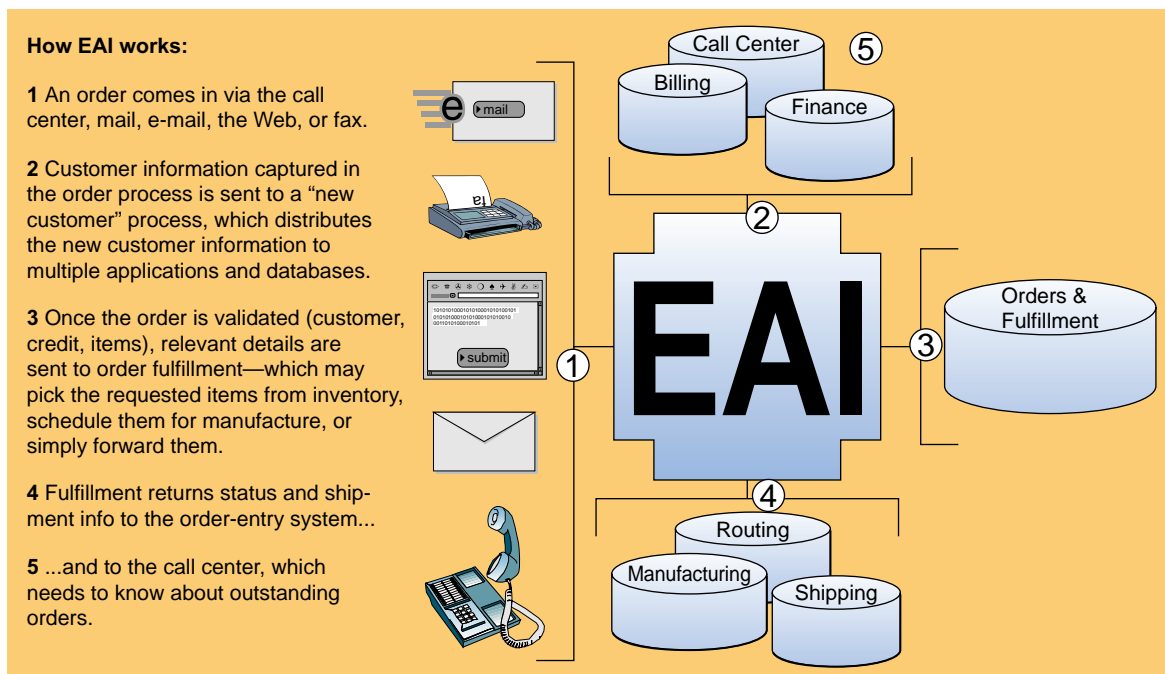 How EAI works:
1 An order comes in via the call
center, mail, e-mail, the Web, or fax.
2 Customer information captured in
the order process is sent to a “new
customer” process, which distributes
the new customer information to
multiple applications and databases.
3 Once the order is validated (customer,
credit, items), relevant details are
sent to order fulfillment—which may
pick the requested items from inventory,
schedule them for manufacture, or
simply forward them.
4 Fulfillment returns status and ship-
ment info to the order-entry system...
5 ...and to the call center, which
needs to know about outstanding
orders.
e mail
fa
submit
1
Call Center
5
Billing
Finance
2
EAI
3
Orders &
Fulfillment
4
Routing
Manufacturing
Shipping